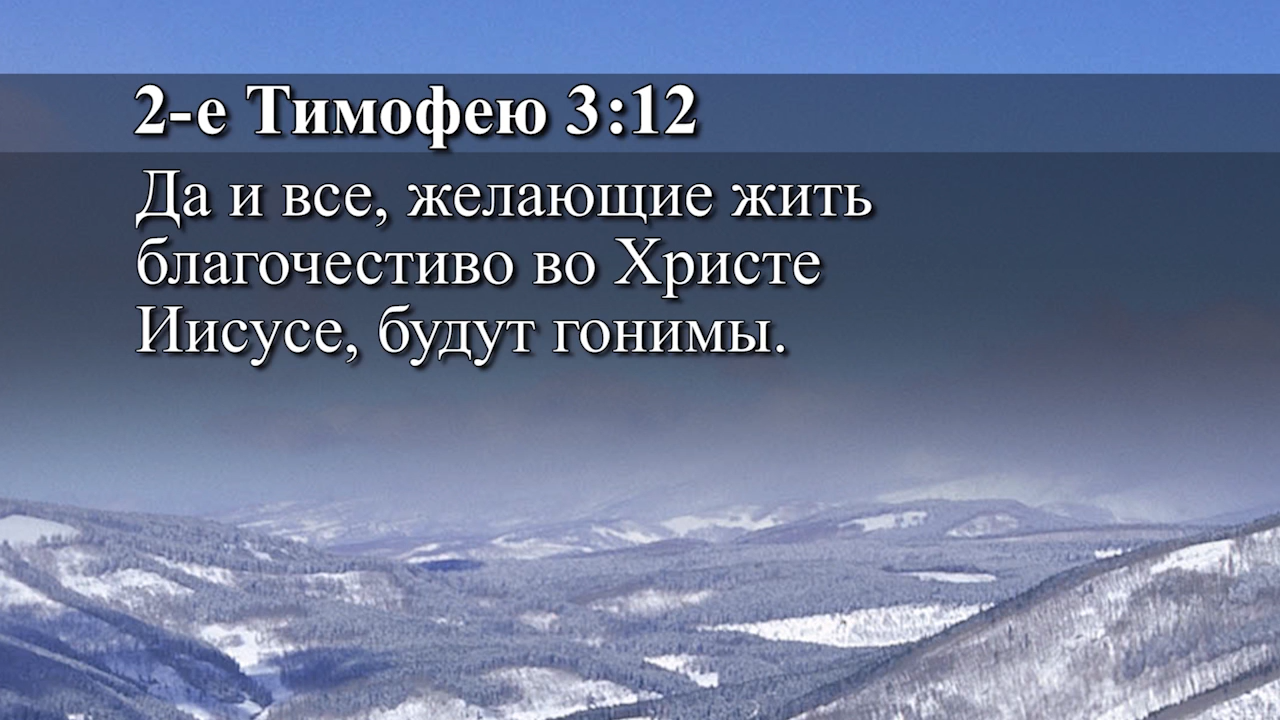 2-е Тимофею 3:12
Да и все, желающие жить
благочестиво во Христе
Иисусе, будут гонимы.